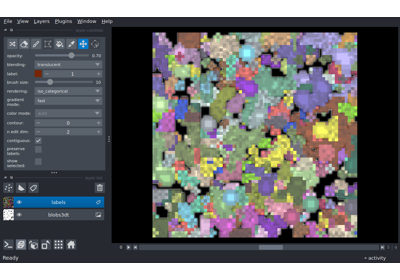 File View Layers Plugins Window Help
opacity: 0.70
blending: translucent
label: 1
brush size: 10
rendering: iso_categorical
gradient mode: fast
color mode:
contour: 0
n edit dim: 2
contiguous:
preserve labels:
show selected:
labels
blobs3dt
0
Ready
activity